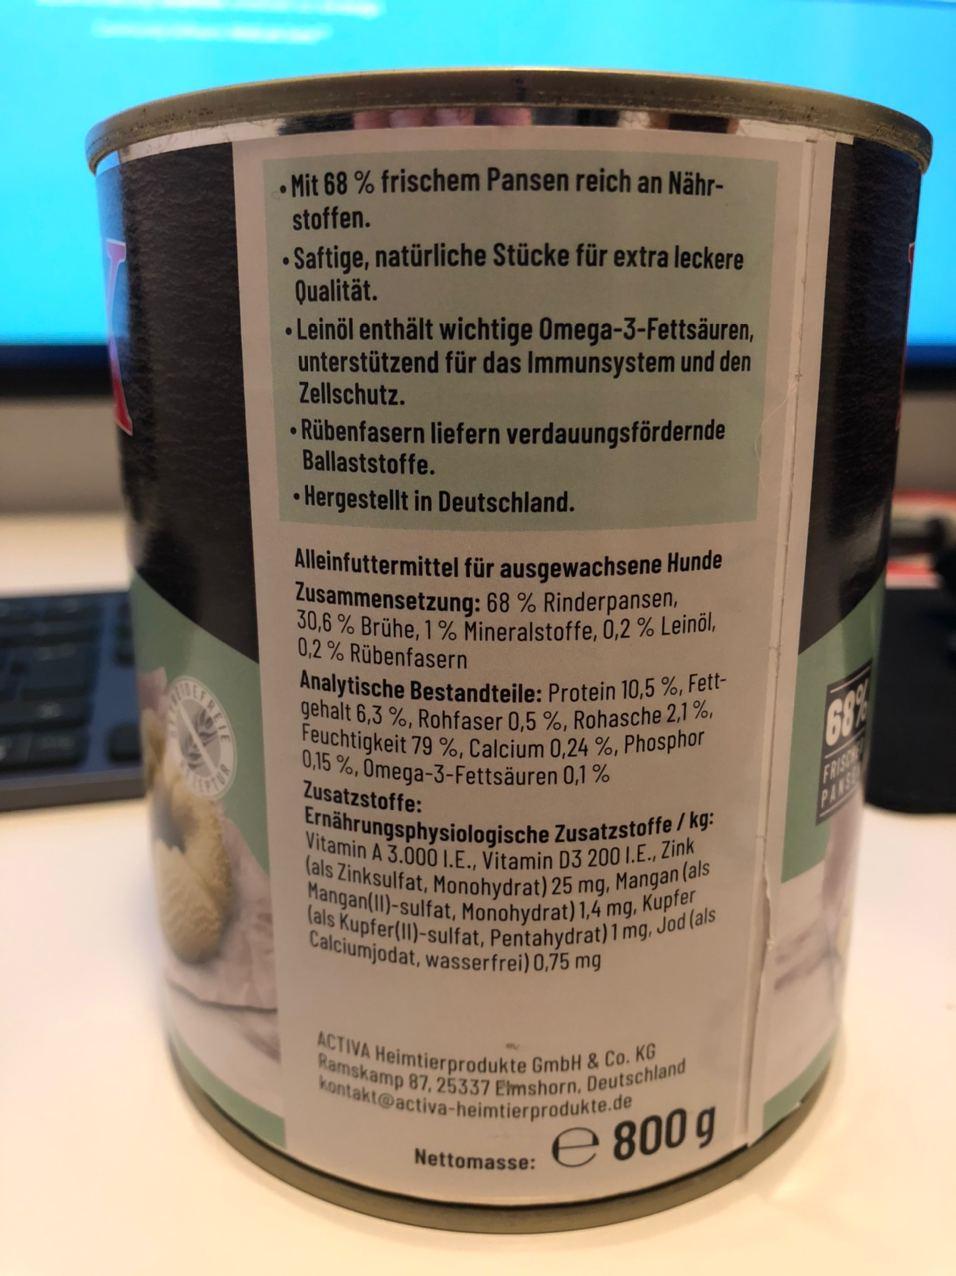 • Mit 68 % frischem Pansen reich an Nähr-
stoffen.
• Saftige, natürliche Stücke für extra leckere
Qualität.
• Leinöl enthält wichtige Omega-3-Fettsäuren,
unterstützend für das Immunsystem und den
Zellschutz.
• Rübenfasern liefern verdauungsfördernde
Ballaststoffe.
• Hergestellt in Deutschland.
Alleinfuttermittel für ausgewachsene Hunde
Zusammensetzung: 68 % Rinderpansen,
30,6 % Brühe, 1 % Mineralstoffe, 0,2 % Leinöl,
0,2 % Rübenfasern
Analytische Bestandteile: Protein 10,5 %, Fett-
gehalt 6,3 %, Rohfaser 0,5 %, Rohasche 2,1 %,
Feuchtigkeit 79 %, Calcium 0,24 %, Phosphor
0,15 %, Omega-3-Fettsäuren 0,1 %
Zusatzstoffe:
Ernährungsphysiologische Zusatzstoffe / kg:
Vitamin A 3.000 I.E., Vitamin D3 200 I.E., Zink
(als Zinksulfat, Monohydrat) 25 mg, Mangan (als
Mangan(II)-sulfat, Monohydrat) 1,4 mg, Kupfer
(als Kupfer(II)-sulfat, Pentahydrat) 1 mg, Jod (als
Calciumjodat, wasserfrei) 0,75 mg
ACTIVA Heimtierprodukte GmbH & Co. KG
Ramskamp 87, 25337 Elmshorn, Deutschland
kontakt@activa-heimtierprodukte.de
Nettomasse: ℮ 800 g
68%